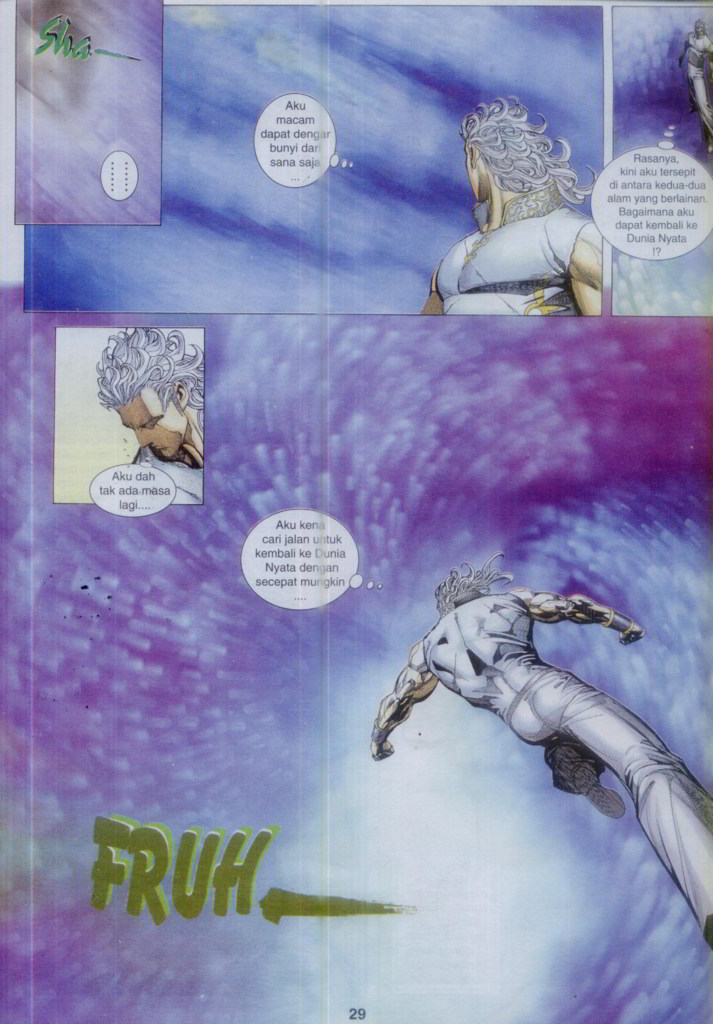 Sha
Aku
macam
dapat dengar
bunyi dari
sana saja
....
Rasanya,
kini aku tersepit
di antara kedua-dua
alam yang berlainan.
Bagaimana aku
dapat kembali ke
Dunia Nyata
!?
Aku dah
tak ada masa
lagi....
Aku kena
cari jalan untuk
kembali ke Dunia
Nyata dengan
secepat mungkin
....
FRUH
29